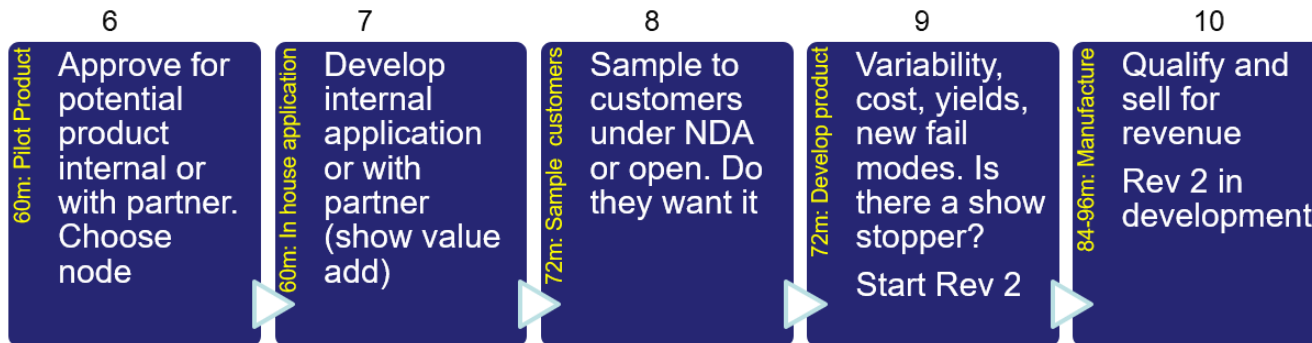 6
60m: Pilot Product
Approve for
potential
product
internal or
with partner.
Choose
node
7
60m: In house application
Develop
internal
application
or with
partner
(show value
add)
8
72m: Sample customers
Sample to
customers
under NDA
or open. Do
they want it
9
72m: Develop product
Variability,
cost, yields,
new fail
modes. Is
there a show
stopper?
Start Rev 2
10
84-96m: Manufacture
Qualify and
sell for
revenue
Rev 2 in
development